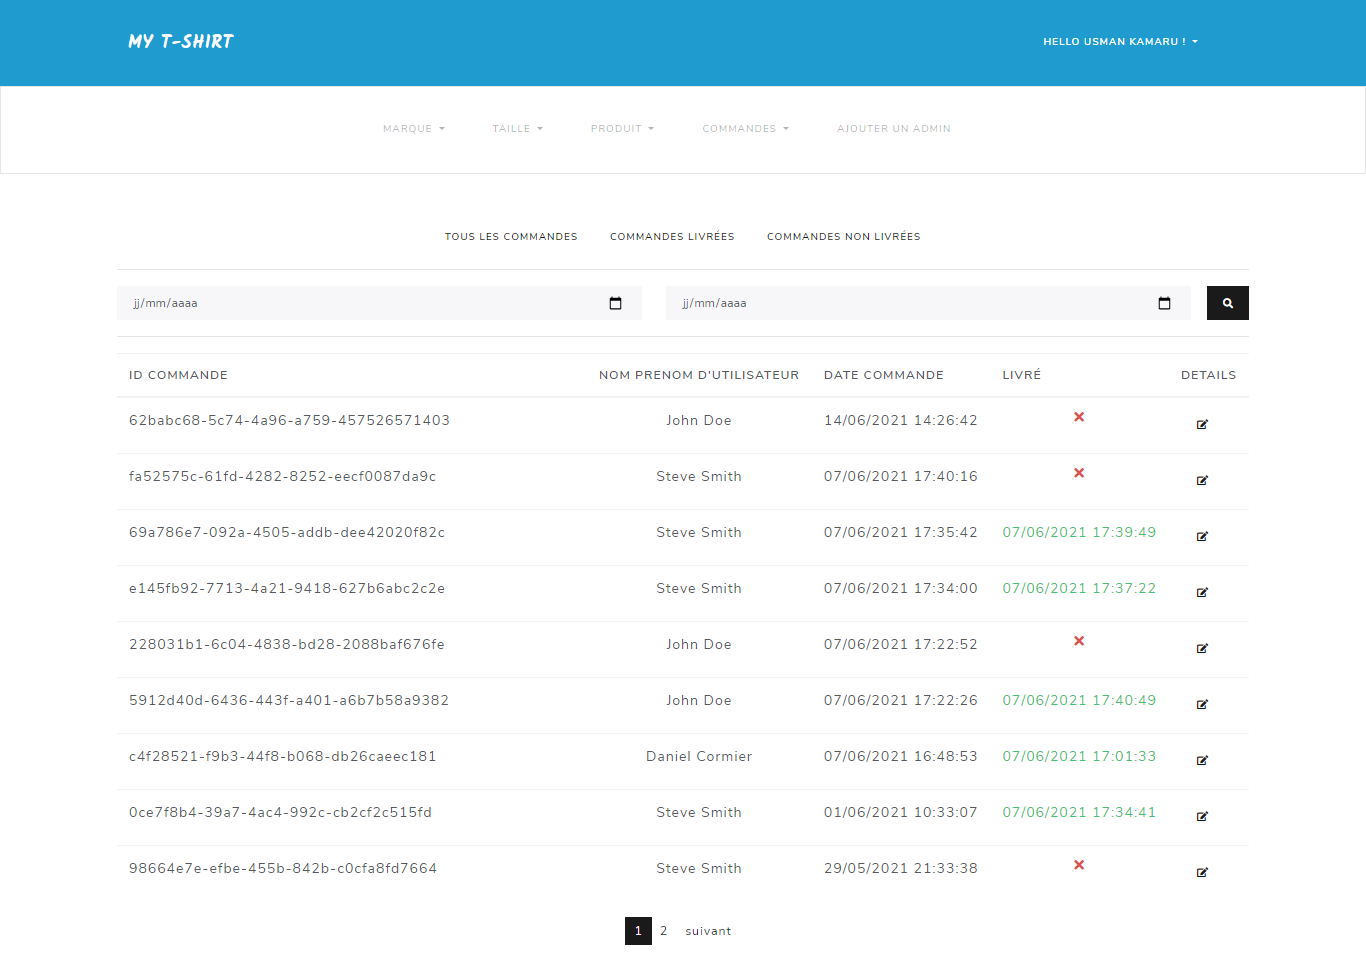 MY T-SHIRT
HELLO USMAN KAMARU !
MARQUE TAILLE PRODUIT COMMANDES AJOUTER UN ADMIN
TOUS LES COMMANDES COMMANDES LIVRÉES COMMANDES NON LIVRÉES
jj/mm/aaaa jj/mm/aaaa
ID COMMANDE NOM PRENOM D'UTILISATEUR DATE COMMANDE LIVRÉ DETAILS
62babc68-5c74-4a96-a759-457526571403 John Doe 14/06/2021 14:26:42
fa52575c-61fd-4282-8252-eecf0087da9c Steve Smith 07/06/2021 17:40:16
69a786e7-092a-4505-addb-dee42020f82c Steve Smith 07/06/2021 17:35:42 07/06/2021 17:39:49
e145fb92-7713-4a21-9418-627b6abc2c2e Steve Smith 07/06/2021 17:34:00 07/06/2021 17:37:22
228031b1-6c04-4838-bd28-2088baf676fe John Doe 07/06/2021 17:22:52
5912d40d-6436-443f-a401-a6b7b58a9382 John Doe 07/06/2021 17:22:26 07/06/2021 17:40:49
c4f28521-f9b3-44f8-b068-db26caeec181 Daniel Cormier 07/06/2021 16:48:53 07/06/2021 17:01:33
0ce7f8b4-39a7-4ac4-992c-cb2cf2c515fd Steve Smith 01/06/2021 10:33:07 07/06/2021 17:34:41
98664e7e-efbe-455b-842b-c0cfa8fd7664 Steve Smith 29/05/2021 21:33:38
1 2 suivant